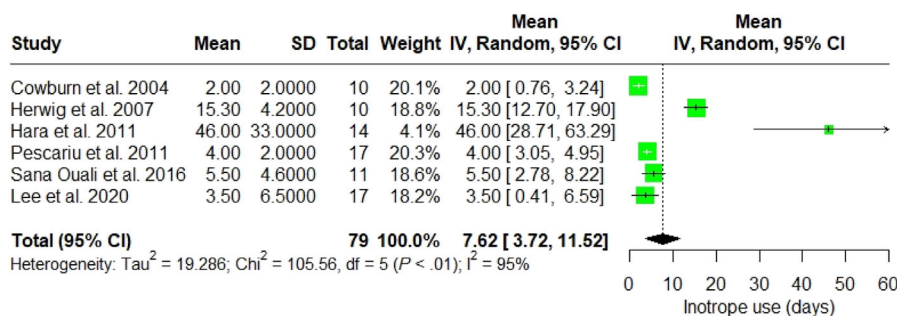 Mean Mean
Study Mean SD Total Weight IV, Random, 95% CI IV, Random, 95% CI
Cowburn et al. 2004 2.00 2.0000 10 20.1% 2.00 [ 0.76, 3.24]
Herwig et al. 2007 15.30 4.2000 10 18.8% 15.30 [12.70, 17.90]
Hara et al. 2011 46.00 33.0000 14 4.1% 46.00 [28.71, 63.29]
Pescariu et al. 2011 4.00 2.0000 17 20.3% 4.00 [ 3.05, 4.95]
Sana Ouali et al. 2016 5.50 4.6000 11 18.6% 5.50 [ 2.78, 8.22]
Lee et al. 2020 3.50 6.5000 17 18.2% 3.50 [ 0.41, 6.59]
Total (95% CI) 79 100.0% 7.62 [ 3.72, 11.52]
Heterogeneity: Tau² = 19.286; Chi² = 105.56, df = 5 (P < .01); I² = 95%
0 10 20 30 40 50 60
Inotrope use (days)